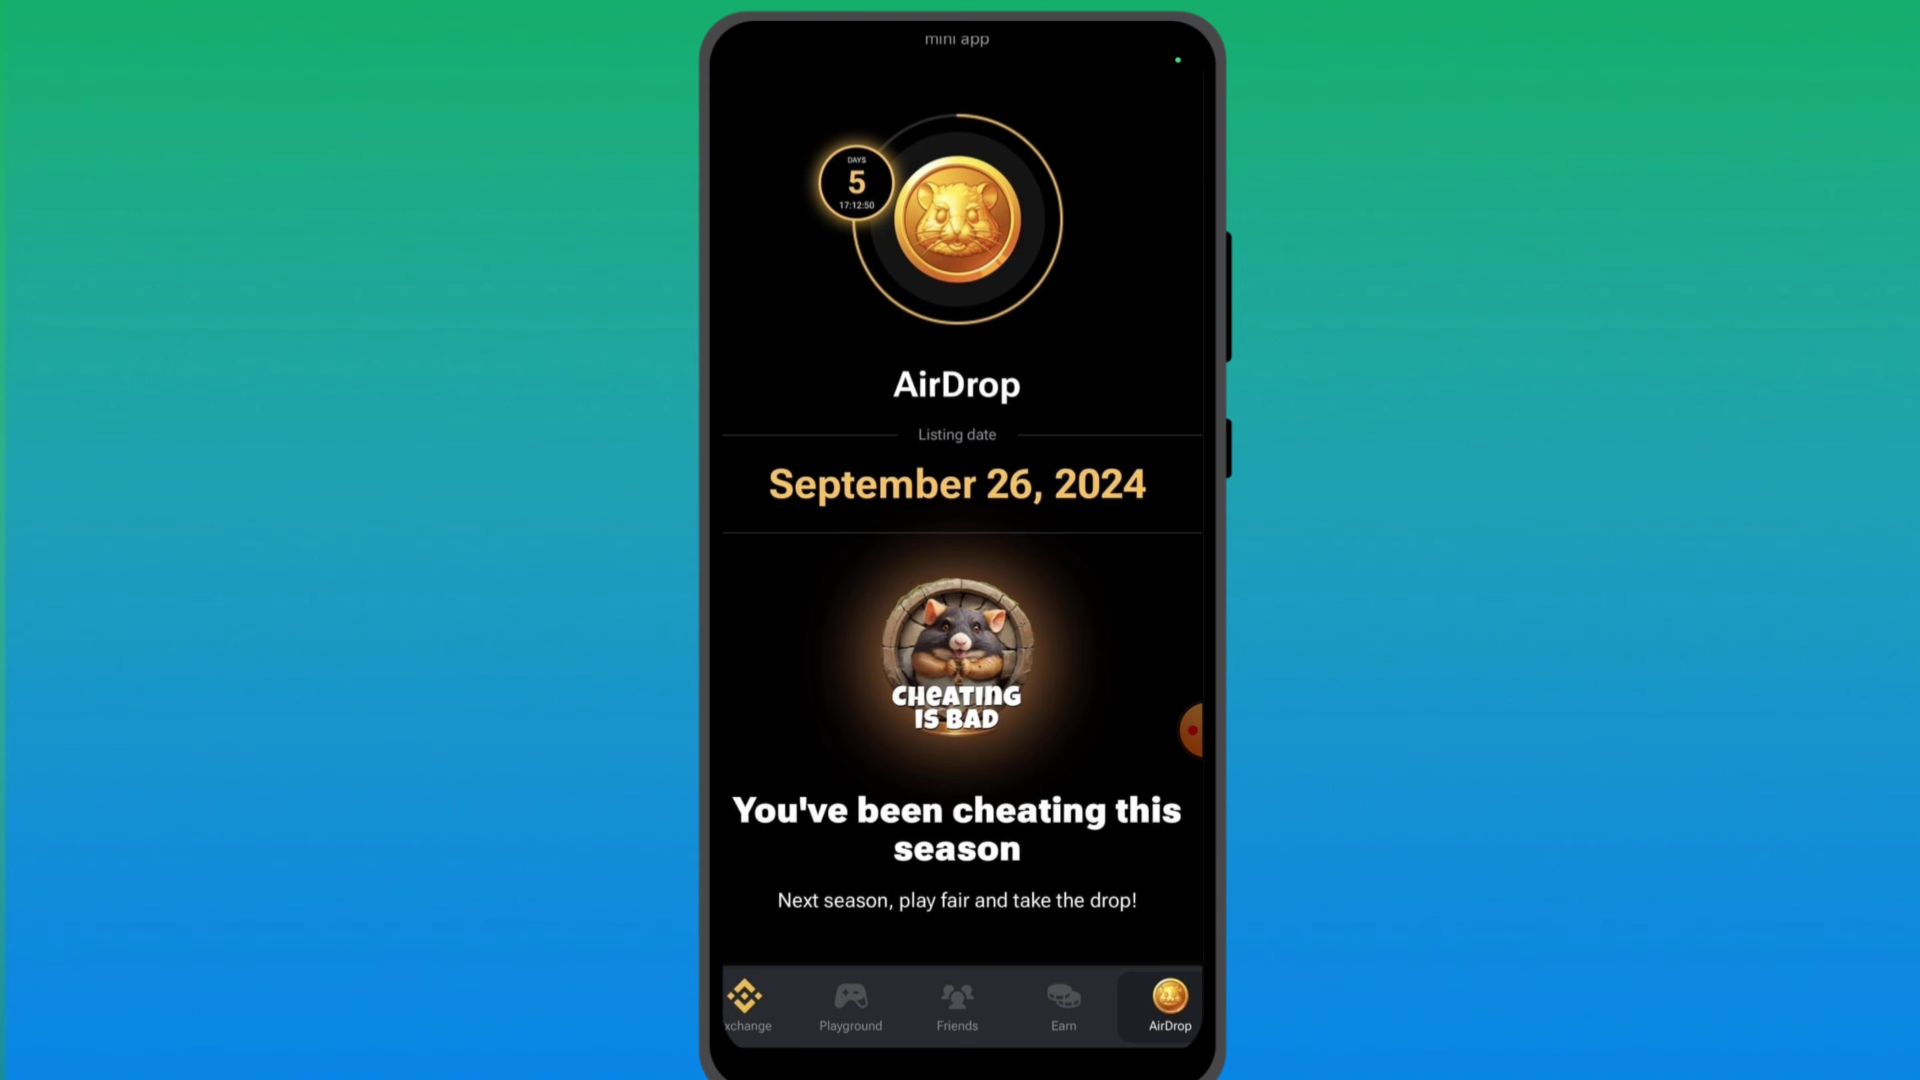 mini app
DAYS
5
17:12:50
AirDrop
Listing date
September 26, 2024
CHEATING
IS BAD
You've been cheating this
season
Next season, play fair and take the drop!
xchange
Playground
Friends
Earn
AirDrop